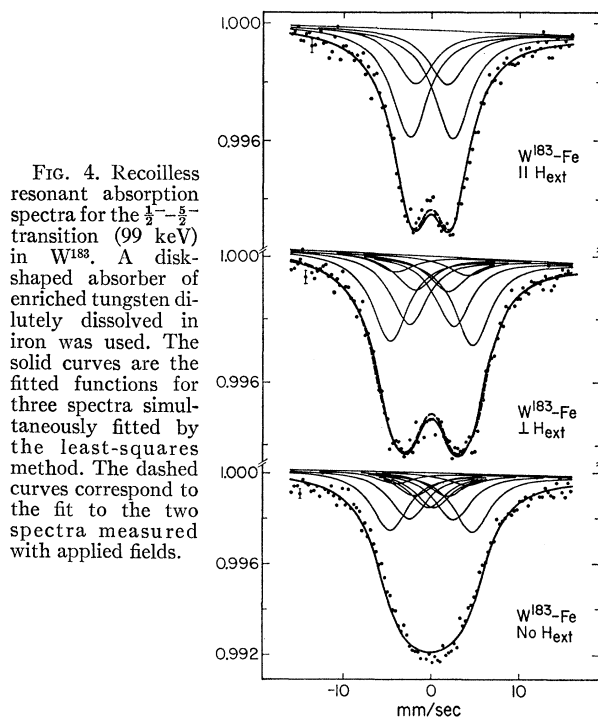 FIG. 4. Recoilless
resonant absorption
spectra for the ½⁻–5/2⁻
transition (99 keV)
in W¹⁸³. A disk-
shaped absorber of
enriched tungsten di-
lutely dissolved in
iron was used. The
solid curves are the
fitted functions for
three spectra simul-
taneously fitted by
the least-squares
method. The dashed
curves correspond to
the fit to the two
spectra measured
with applied fields.
1.000
0.996
W¹⁸³–Fe
|| Hext
1.000
0.996
W¹⁸³–Fe
⊥ Hext
1.000
0.996
0.992
W¹⁸³–Fe
No Hext
-10 0 10
mm/sec